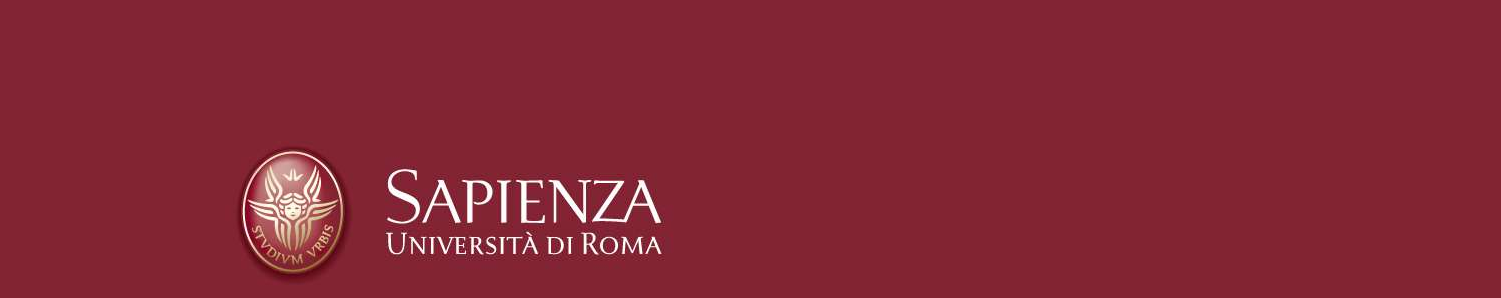 STVDIVM VRBIS
SAPIENZA
UNIVERSITÀ DI ROMA